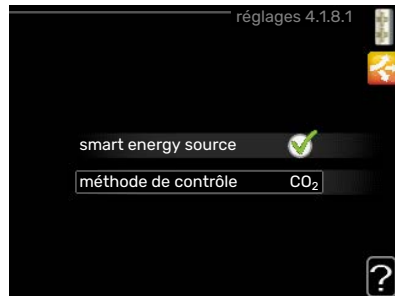 réglages 4.1.8.1
smart energy source
méthode de contrôle CO₂
?